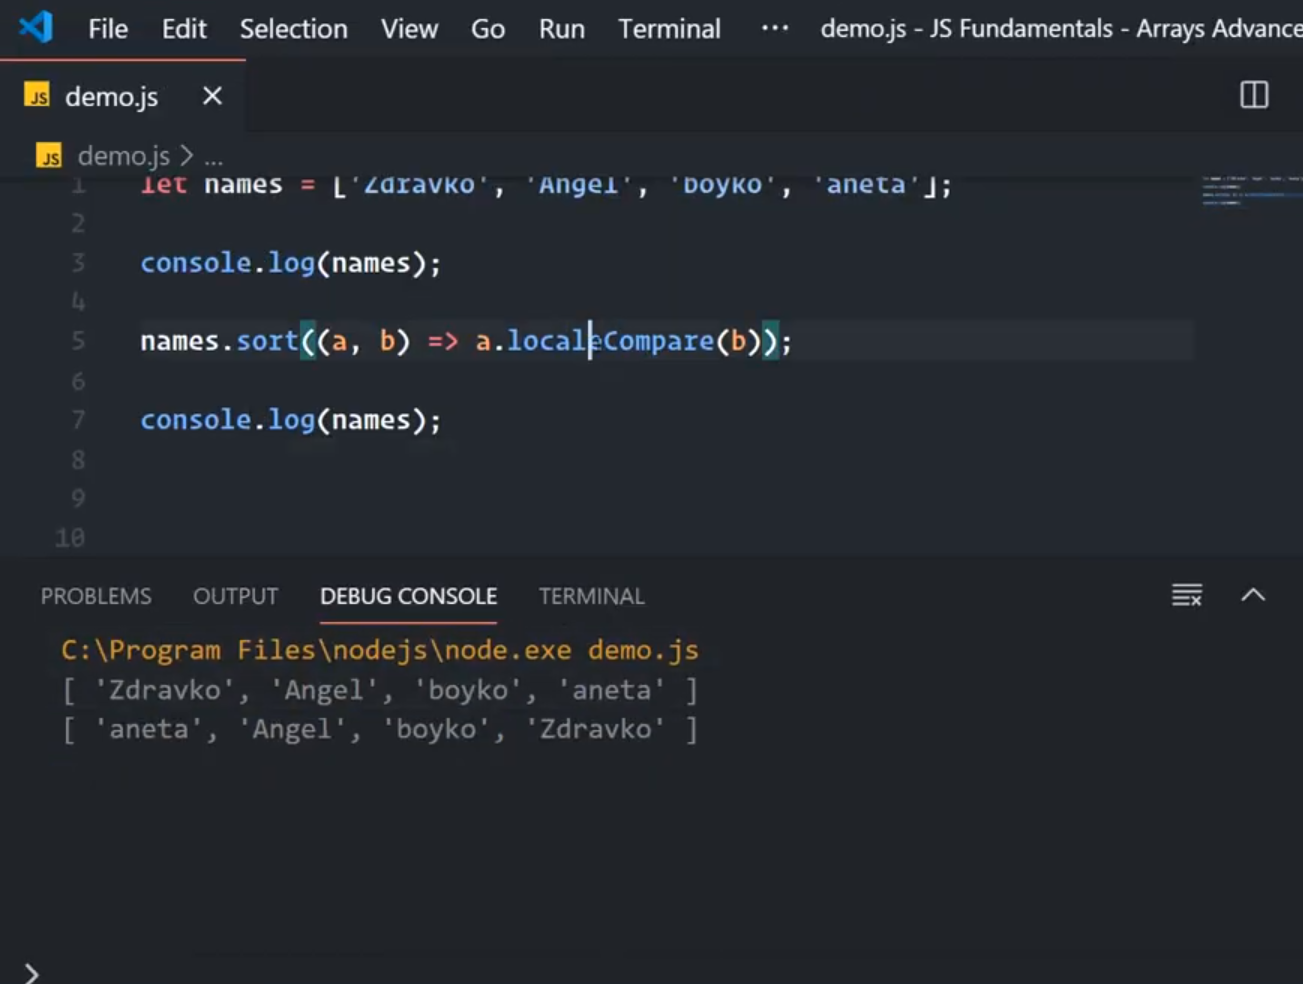 File Edit Selection View Go Run Terminal ··· demo.js - JS Fundamentals - Arrays Advance
JS demo.js ×
JS demo.js > ...
1 let names = ['Zdravko', 'Angel', 'boyko', 'aneta'];
2
3 console.log(names);
4
5 names.sort((a, b) => a.localeCompare(b));
6
7 console.log(names);
8
9
10
PROBLEMS OUTPUT DEBUG CONSOLE TERMINAL
C:\Program Files\nodejs\node.exe demo.js
[ 'Zdravko', 'Angel', 'boyko', 'aneta' ]
[ 'aneta', 'Angel', 'boyko', 'Zdravko' ]
>